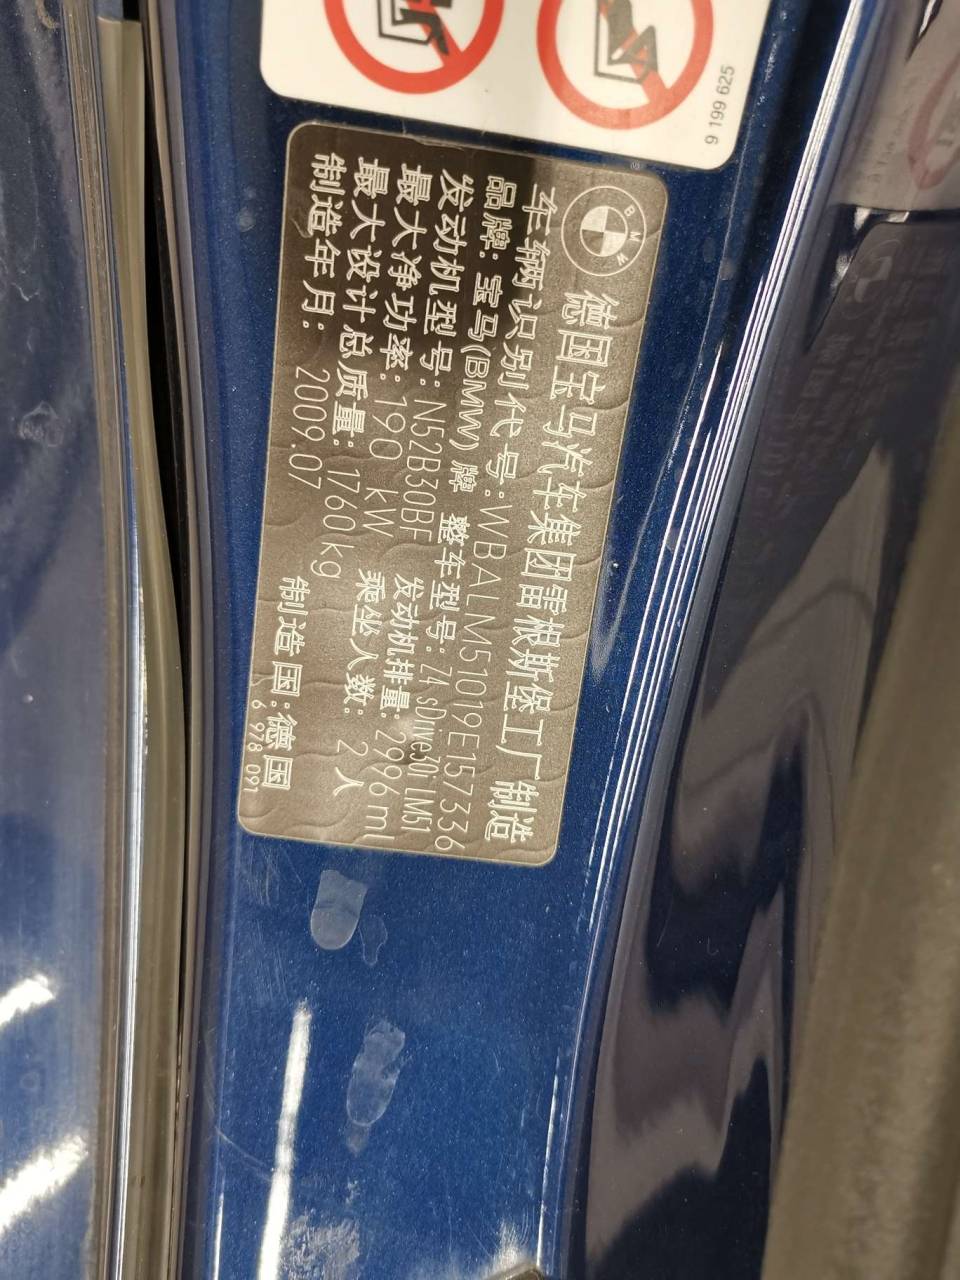 9 199 625
BMW
德国宝马汽车集团雷根斯堡工厂制造
车辆识别代号:WBALM51019E157336
品牌:宝马(BMW)牌 整车型号:Z4 sDrive30i LM51
发动机型号:N52B30BF 发动机排量:2996ml
最大净功率:190 kW 乘坐人数: 2 人
最大设计总质量:1760kg
制造年月: 2009.07 制造国:德国
6 978 091